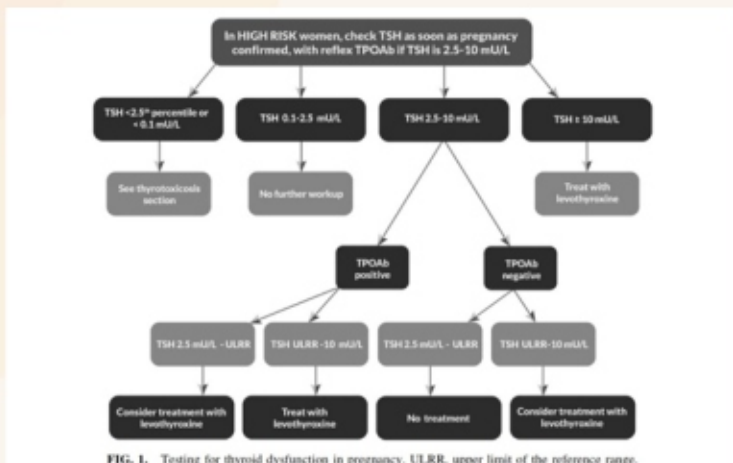 In HIGH RISK women, check TSH as soon as pregnancy
confirmed, with reflex TPOAb if TSH is 2.5-10 mU/L
TSH <2.5th percentile or
< 0.1 mU/L
TSH 0.1-2.5 mU/L
TSH 2.5-10 mU/L
TSH ≥ 10 mU/L
See thyrotoxicosis
section
No further workup
Treat with
levothyroxine
TPOAb
positive
TPOAb
negative
TSH 2.5 mU/L - ULRR
TSH ULRR -10 mU/L
TSH 2.5 mU/L - ULRR
TSH ULRR-10 mU/L
Consider treatment with
levothyroxine
Treat with
levothyroxine
No treatment
Consider treatment with
levothyroxine
FIG. 1. Testing for thyroid dysfunction in pregnancy. ULRR, upper limit of the reference range.